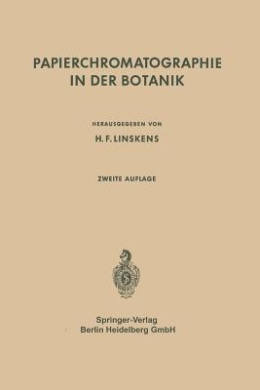 PAPIERCHROMATOGRAPHIE
IN DER BOTANIK
HERAUSGEGEBEN VON
H. F. LINSKENS
ZWEITE AUFLAGE
Springer-Verlag
Berlin Heidelberg GmbH